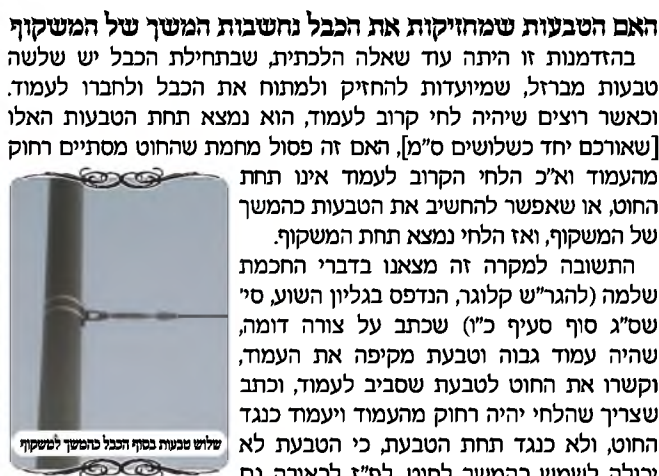 האם הטבעות שמחזיקות את הכבל נחשבות המשך של המשקוף
בהזדמנות זו היתה עוד שאלה הלכתית, שבתחילת הכבל יש שלשה
טבעות מברזל, שמיועדות להחזיק ולמתוח את הכבל ולחברו לעמוד.
וכאשר רוצים שיהיה לחי קרוב לעמוד, הוא נמצא תחת הטבעות האלו
[שאורכם יחד כשלושים ס"מ], האם זה פסול מחמת שהחוט מסתיים רחוק
מהעמוד וא"כ הלחי הקרוב לעמוד אינו תחת
החוט, או שאפשר להחשיב את הטבעות כהמשך
של המשקוף, ואז הלחי נמצא תחת המשקוף.
התשובה למקרה זה מצאנו בדברי החכמת
שלמה (להגר"ש קלוגר, הנדפס בגליון השוע, סי'
שס"ג סוף סעיף כ"ו) שכתב על צורה דומה,
שהיה עמוד גבוה וטבעת מקיפה את העמוד,
וקשרו את החוט לטבעת שסביב לעמוד, וכתב
שצריך שהלחי יהיה רחוק מהעמוד ויעמוד כנגד
החוט, ולא כנגד תחת הטבעת, כי הטבעת לא
שלוש טבעות בסוף הכבל כהמשך למשקוף